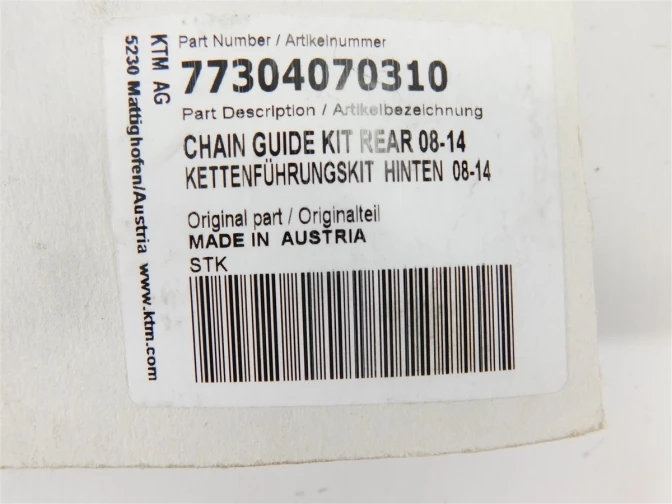 Part Number / Artikelnummer
77304070310
Part Description / Artikelbezeichnung
CHAIN GUIDE KIT REAR 08-14
KETTENFÜHRUNGSKIT HINTEN 08-14
Original part / Originalteil
MADE IN AUSTRIA
STK
KTM AG
5230 Mattighofen/Austria www.ktm.com